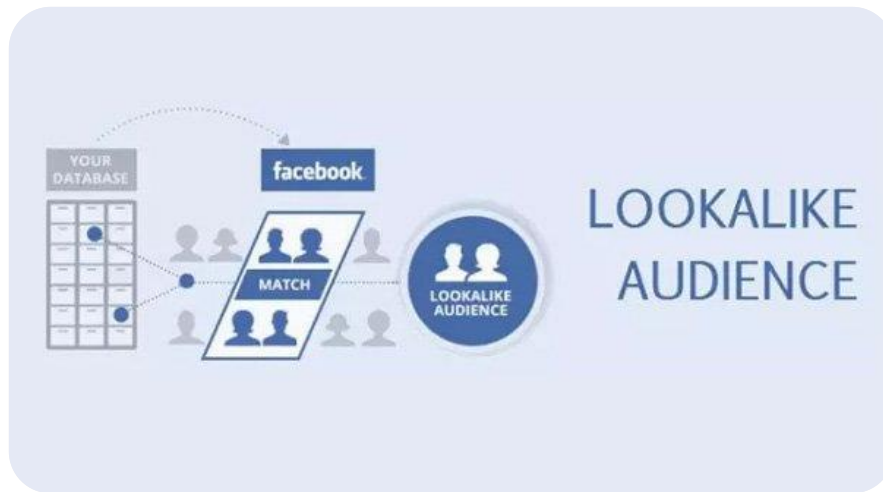 YOUR
DATABASE
facebook
MATCH
LOOKALIKE
AUDIENCE
LOOKALIKE
AUDIENCE